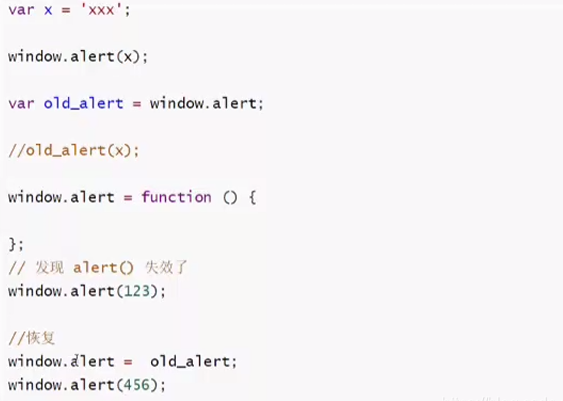 var x = 'xxx';
window.alert(x);
var old_alert = window.alert;
//old_alert(x);
window.alert = function () {
};
// 发现 alert() 失效了
window.alert(123);
//恢复
window.alert =  old_alert;
window.alert(456);